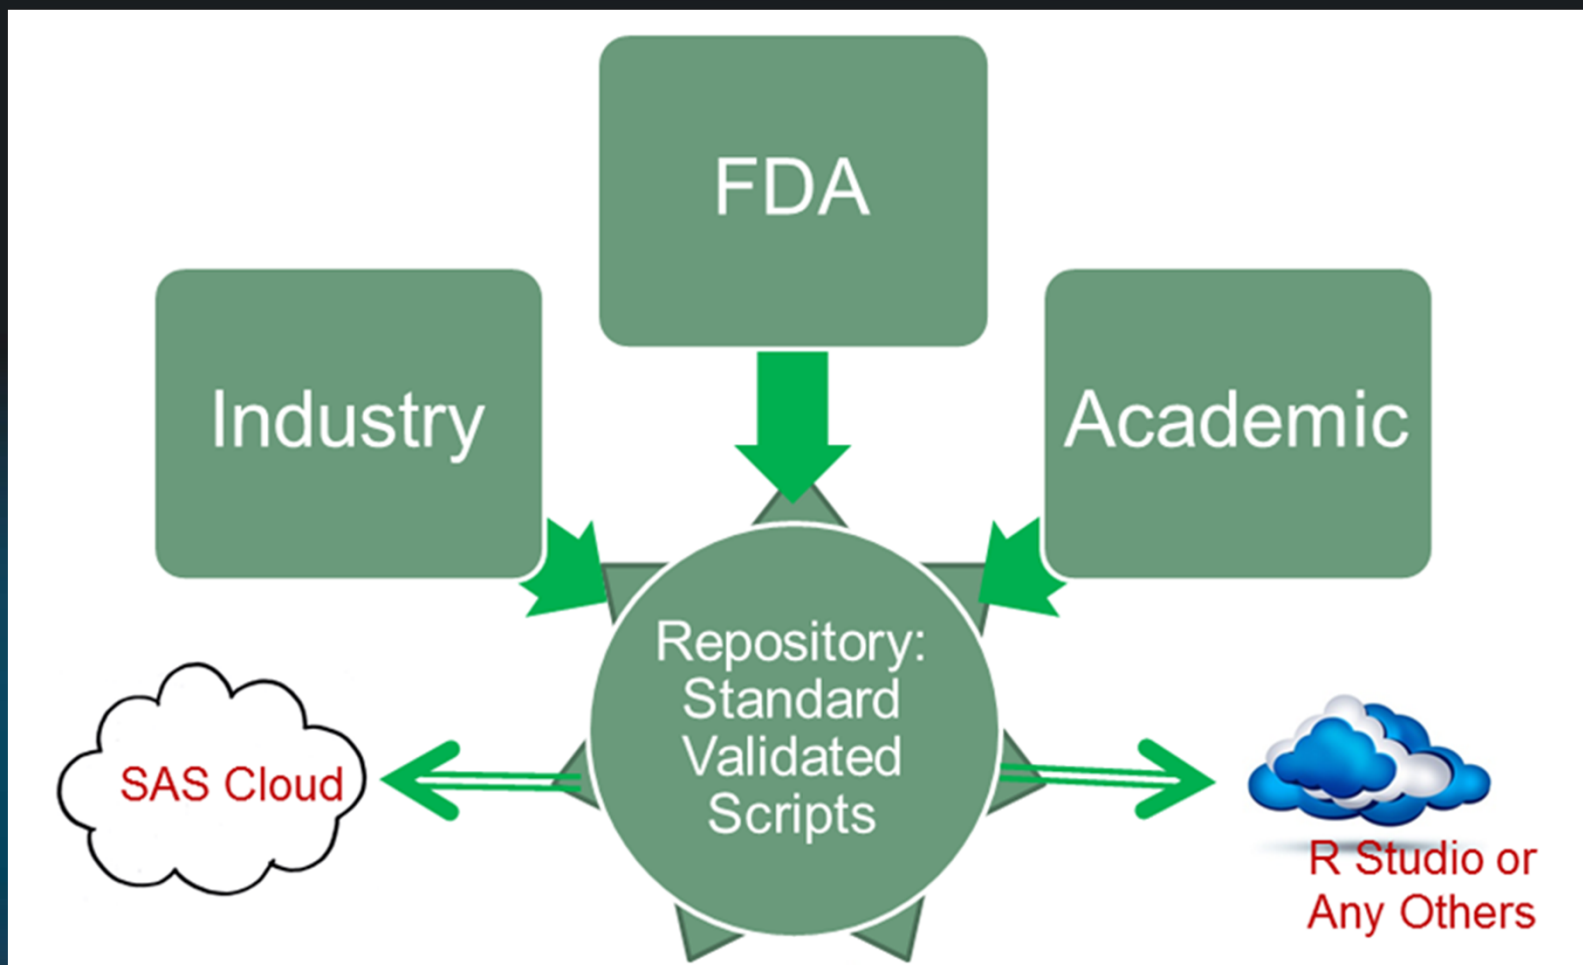 FDA
Industry
Academic
Repository:
Standard
Validated
Scripts
SAS Cloud
R Studio or
Any Others